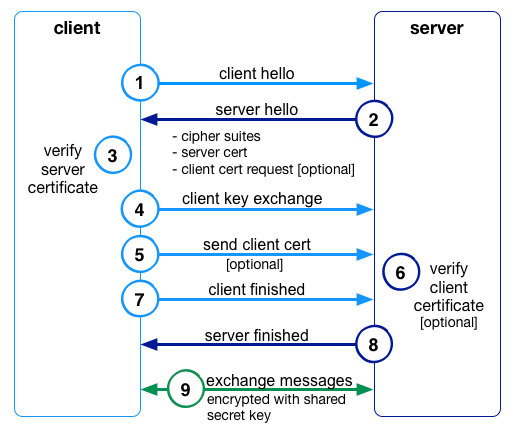 client
server
1
client hello
server hello
2
- cipher suites
- server cert
- client cert request [optional]
verify
server
certificate
3
4
client key exchange
5
send client cert
[optional]
6
verify
client
certificate
[optional]
7
client finished
server finished
8
9
exchange messages
encrypted with shared
secret key